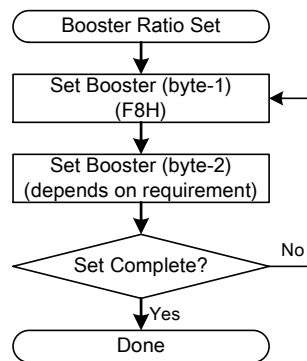 Booster Ratio Set
Set Booster (byte-1)
(F8H)
Set Booster (byte-2)
(depends on requirement)
Set Complete?
No
Yes
Done